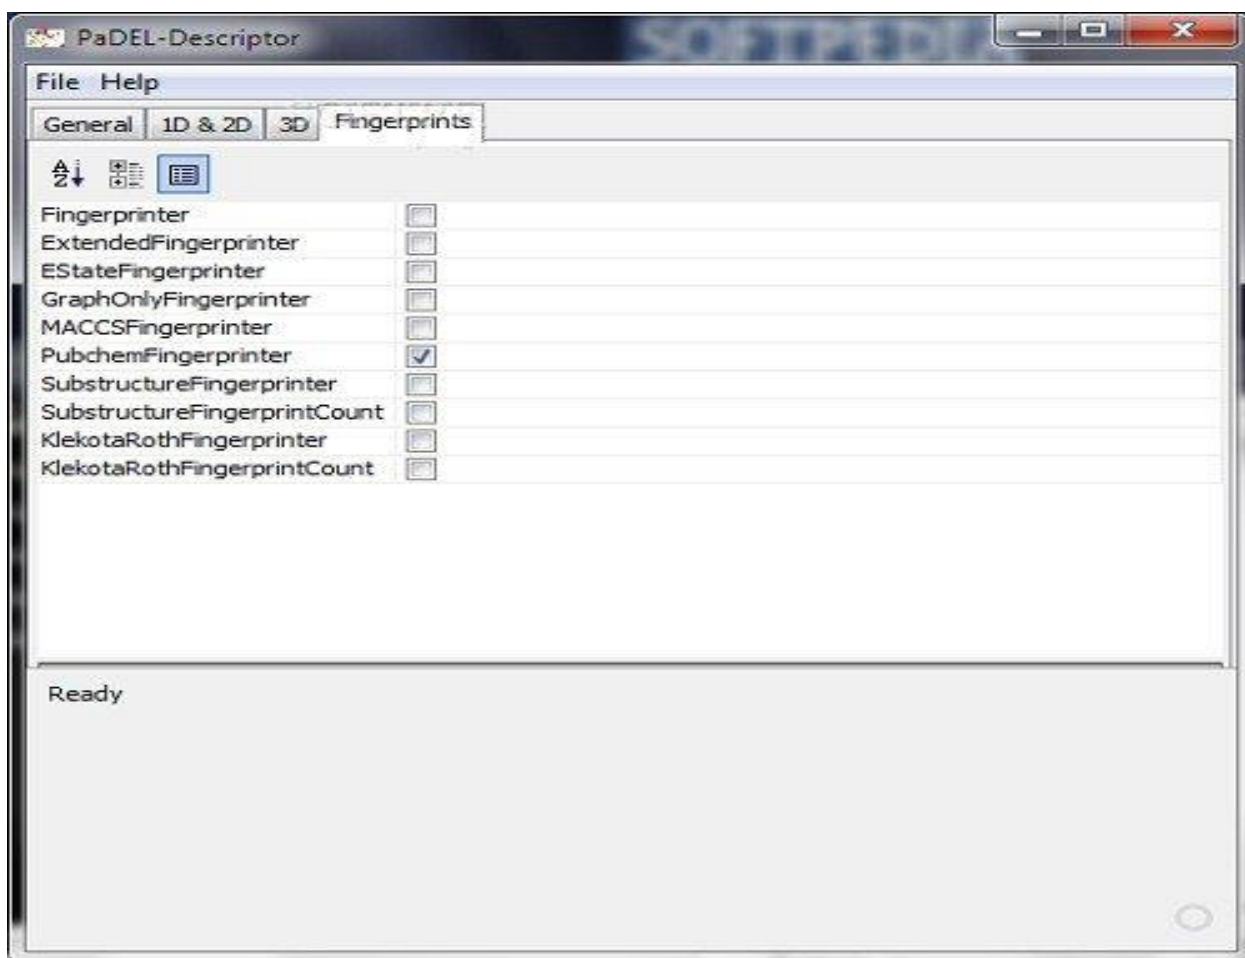 PaDEL-Descriptor
SOFTPEDIA
File Help
General 1D & 2D 3D Fingerprints
Fingerprinter
ExtendedFingerprinter
EStateFingerprinter
GraphOnlyFingerprinter
MACCSFingerprinter
PubchemFingerprinter
SubstructureFingerprinter
SubstructureFingerprintCount
KlekotaRothFingerprinter
KlekotaRothFingerprintCount
Ready